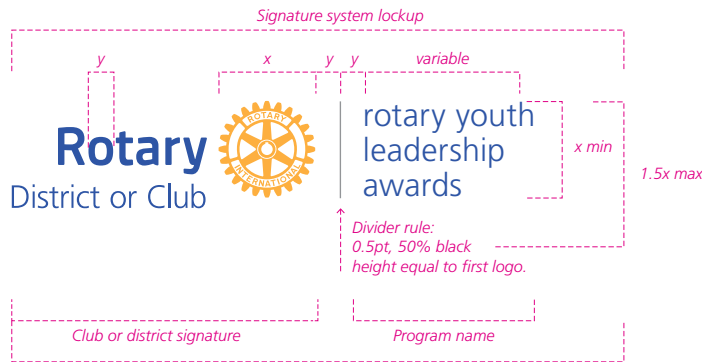 Signature system lockup
y
x
y
y
variable
Rotary
District or Club
ROTARY
INTERNATIONAL
rotary youth
leadership
awards
x min
1.5x max
Divider rule:
0.5pt, 50% black
height equal to first logo.
Club or district signature
Program name